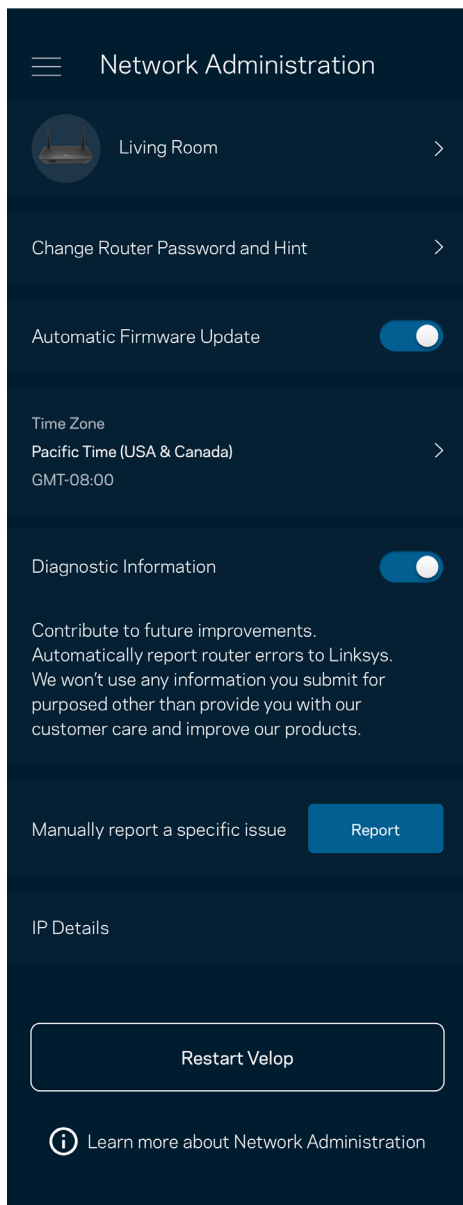 Network Administration
Living Room
Change Router Password and Hint
Automatic Firmware Update
Time Zone
Pacific Time (USA & Canada)
GMT-08:00
Diagnostic Information
Contribute to future improvements.
Automatically report router errors to Linksys.
We won't use any information you submit for
purposed other than provide you with our
customer care and improve our products.
Manually report a specific issue
Report
IP Details
Restart Velop
Learn more about Network Administration